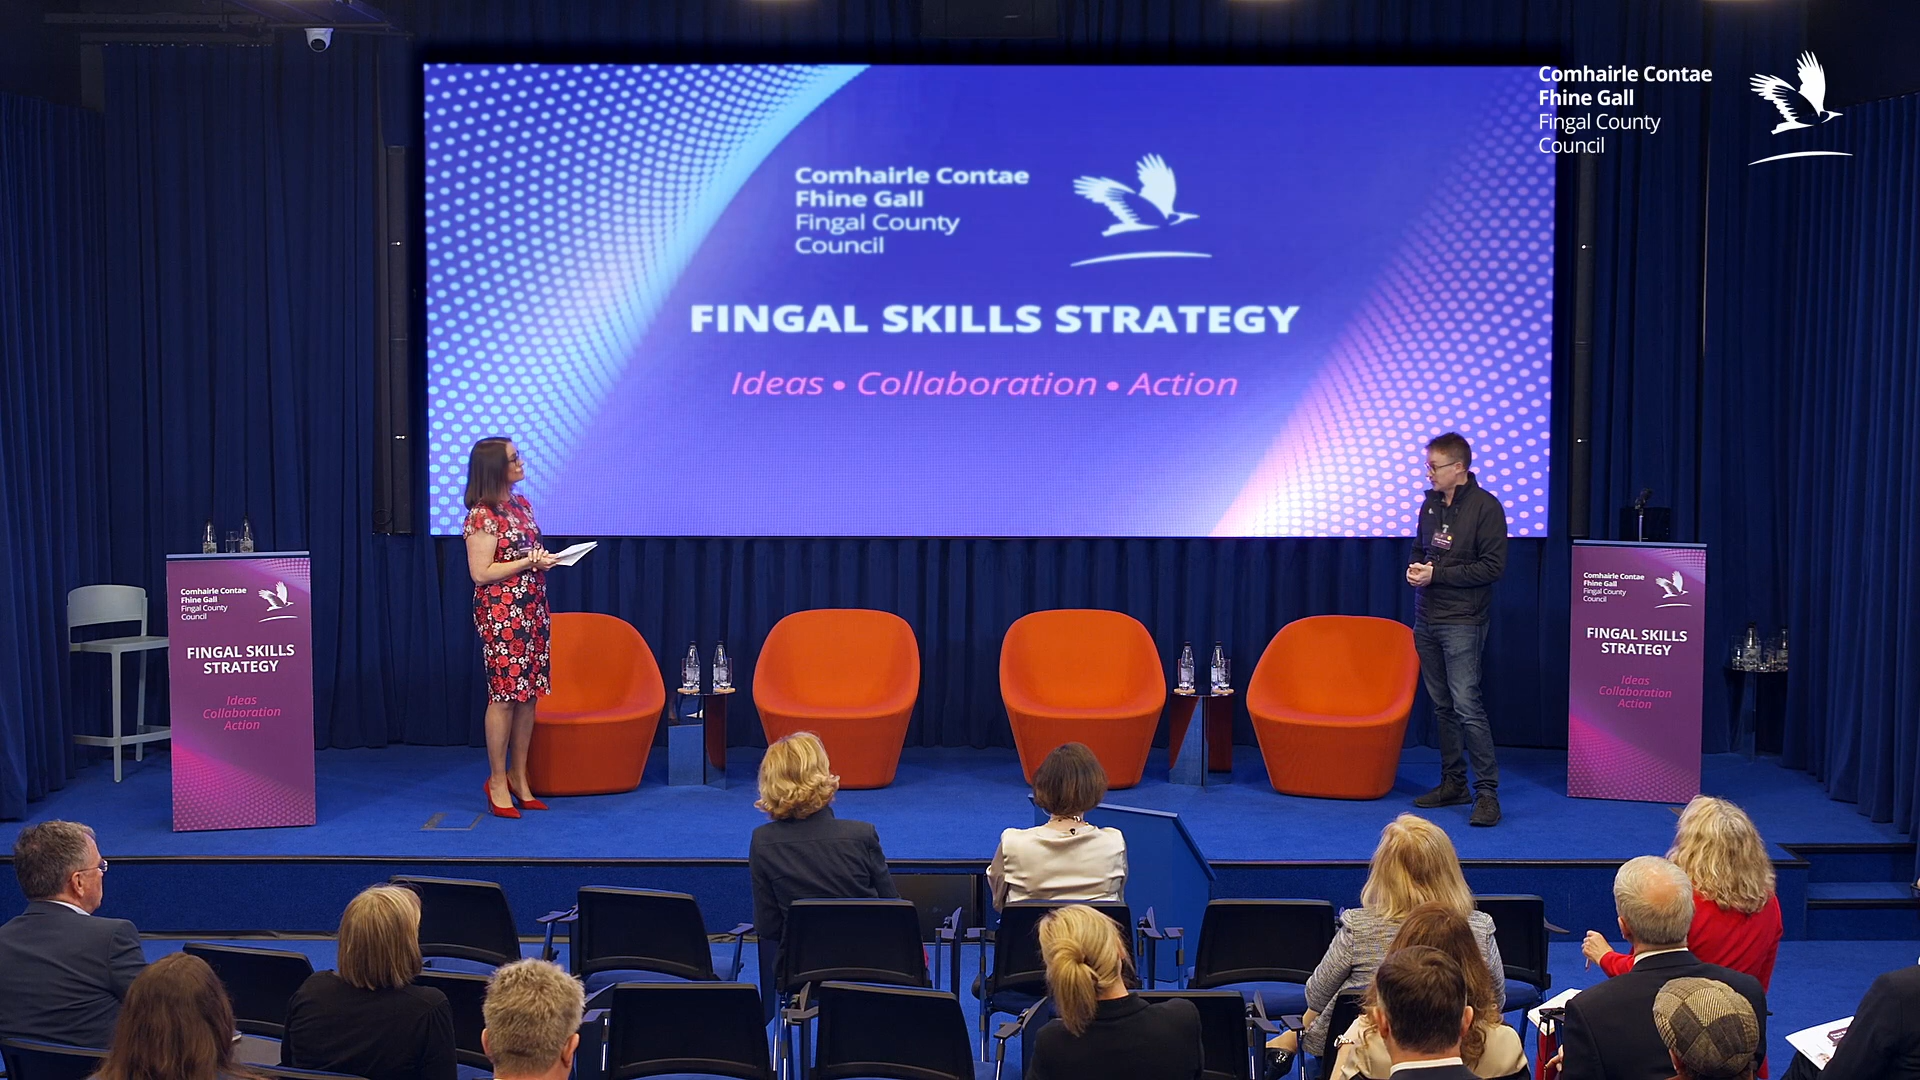 Comhairle Contae
Fhine Gall
Fingal County
Council
Comhairle Contae
Fhine Gall
Fingal County
Council
FINGAL SKILLS STRATEGY
Ideas • Collaboration • Action
Comhairle Contae
Fhine Gall
Fingal County
Council
FINGAL SKILLS
STRATEGY
Ideas
Collaboration
Action
Comhairle Contae
Fhine Gall
Fingal County
Council
FINGAL SKILLS
STRATEGY
Ideas
Collaboration
Action